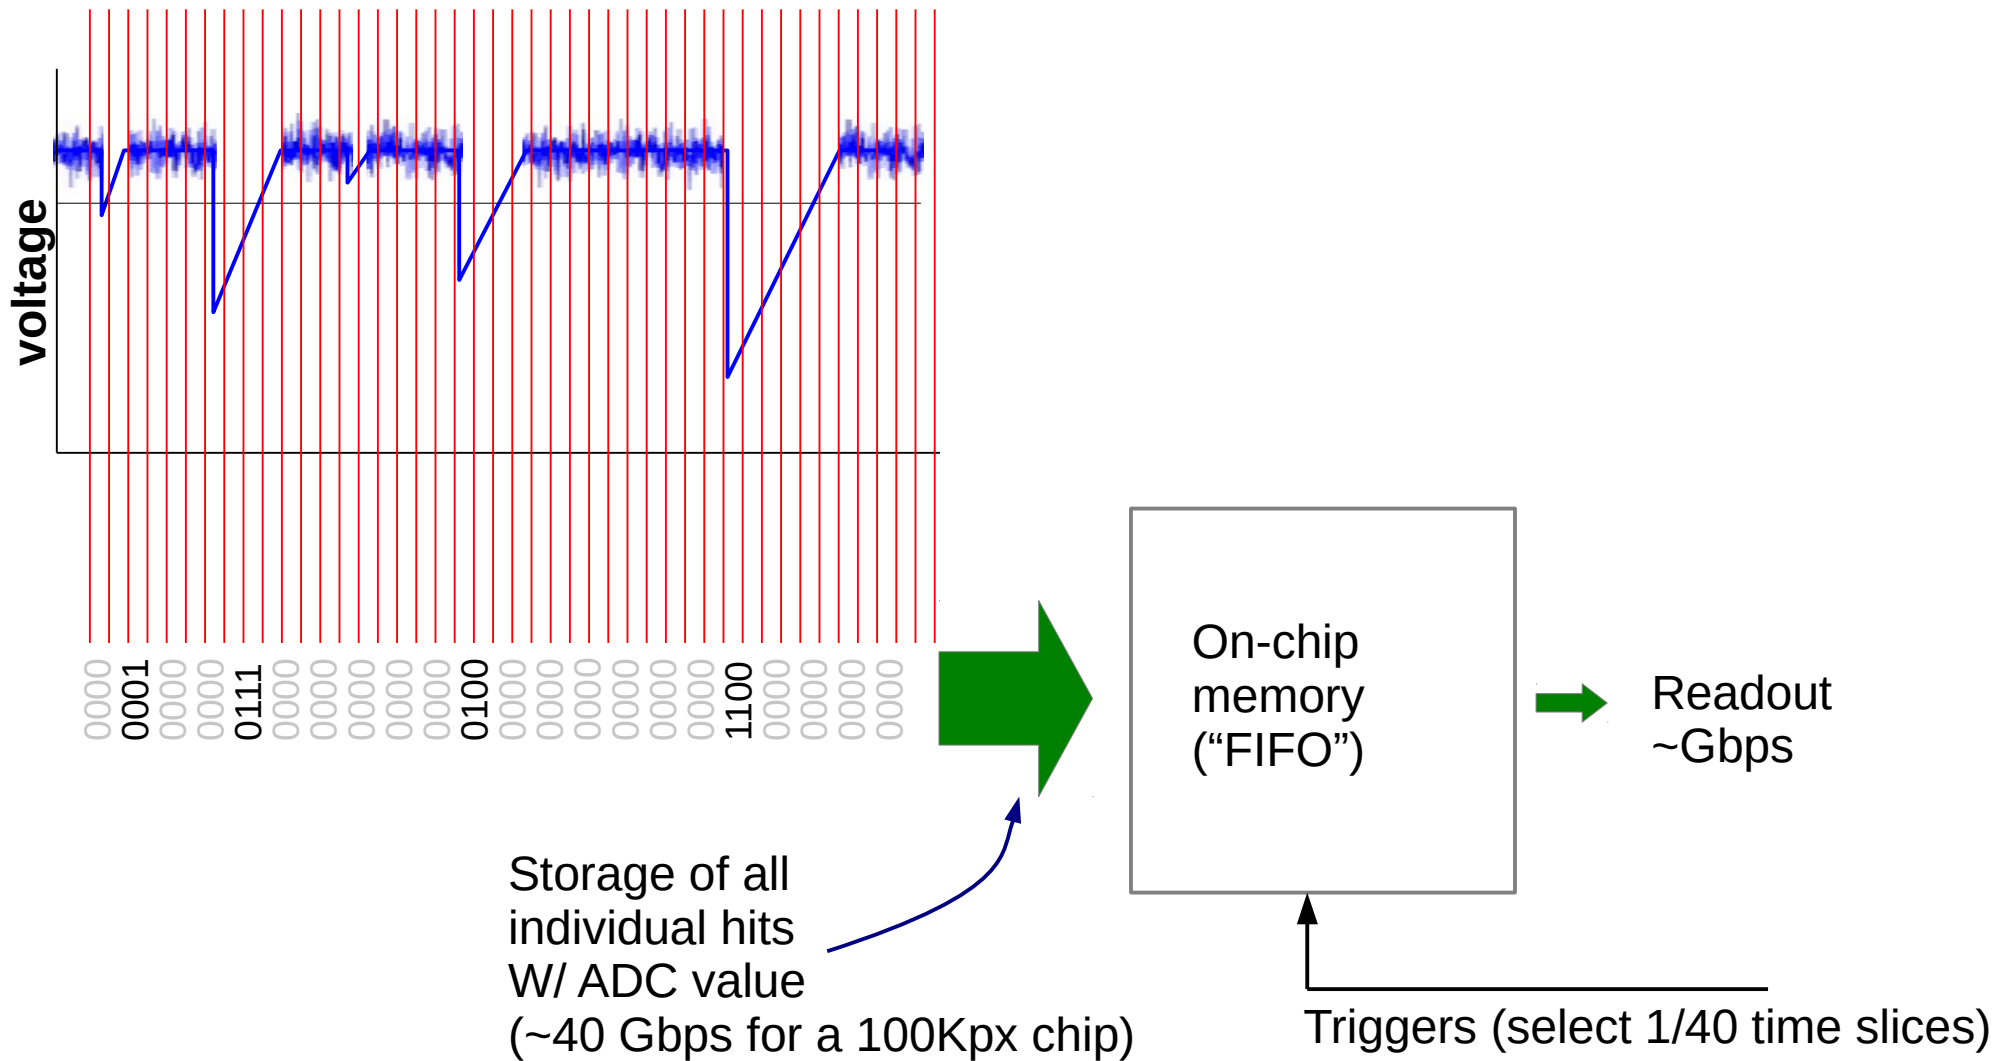 voltage
0000
0001
0000
0000
0111
0000
0000
0000
0000
0000
0100
0000
0000
0000
0000
0000
0000
1100
0000
0000
0000
0000
On-chip
memory
(“FIFO”)
Readout
~Gbps
Storage of all
individual hits
W/ ADC value
(~40 Gbps for a 100Kpx chip)
Triggers (select 1/40 time slices)